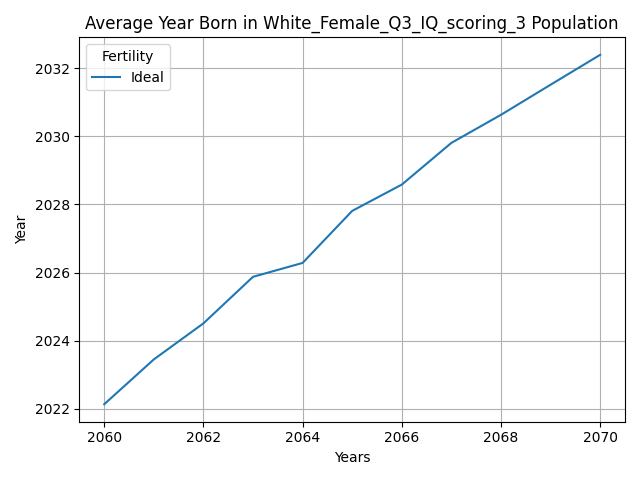 Average Year Born in White_Female_Q3_IQ_scoring_3 Population
Fertility
Ideal
2032
2030
2028
2026
2024
2022
Year
2060 2062 2064 2066 2068 2070
Years